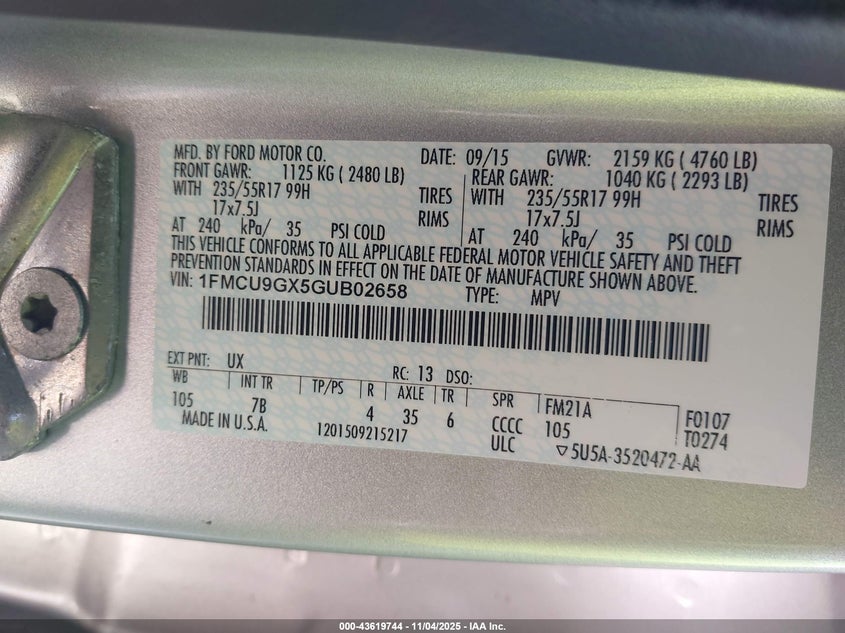 MFD. BY FORD MOTOR CO. DATE: 09/15 GVWR: 2159 KG ( 4760 LB)
FRONT GAWR: 1125 KG ( 2480 LB) REAR GAWR: 1040 KG ( 2293 LB)
WITH 235/55R17 99H TIRES WITH 235/55R17 99H TIRES
17x7.5J RIMS 17x7.5J RIMS
AT 240 kPa/ 35 PSI COLD AT 240 kPa/ 35 PSI COLD
THIS VEHICLE CONFORMS TO ALL APPLICABLE FEDERAL MOTOR VEHICLE SAFETY AND THEFT
PREVENTION STANDARDS IN EFFECT ON THE DATE OF MANUFACTURE SHOWN ABOVE.
VIN: 1FMCU9GX5GUB02658 TYPE: MPV
EXT PNT: UX RC: 13 DSO:
WB INT TR TP/PS R AXLE TR SPR FM21A F0107
105 7B 4 35 6 CCCC 105 T0274
MADE IN U.S.A. 1201509215217 ULC ▽5U5A-3520472-AA
000-43619744 - 11/04/2025 - IAA Inc.